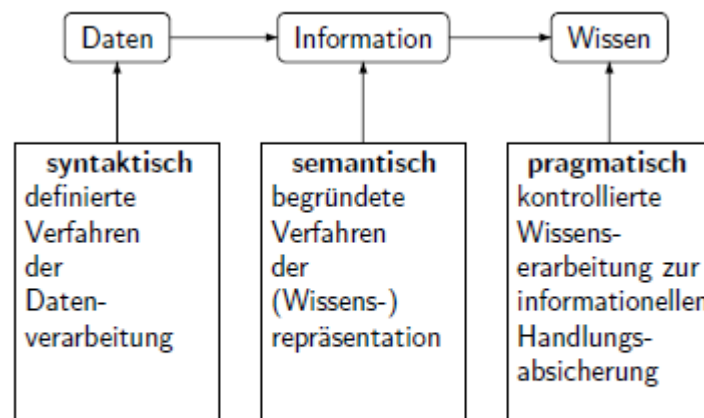 Daten
Information
Wissen
syntaktisch
definierte
Verfahren
der
Daten-
verarbeitung
semantisch
begründete
Verfahren
der
(Wissens-)
repräsentation
pragmatisch
kontrollierte
Wissens-
erarbeitung zur
informationellen
Handlungs-
absicherung